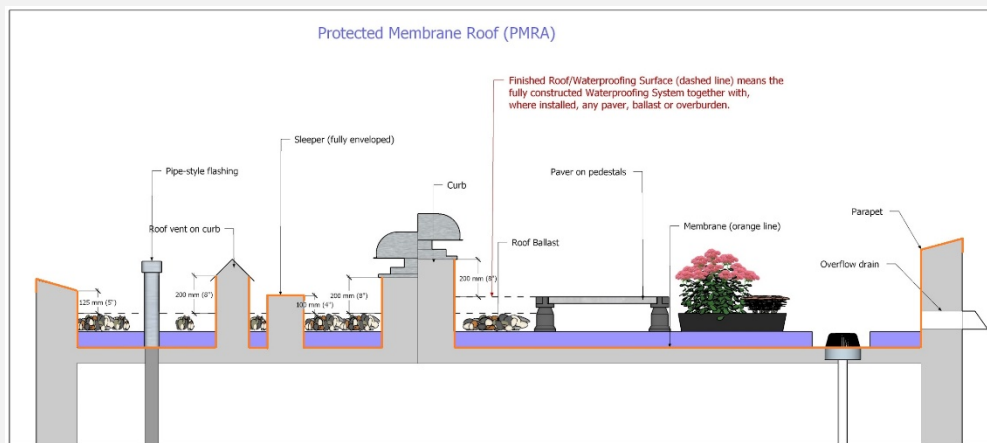 Protected Membrane Roof (PMRA)
Finished Roof/Waterproofing Surface (dashed line) means the
fully constructed Waterproofing System together with,
where installed, any paver, ballast or overburden.
Sleeper (fully enveloped)
Pipe-style flashing
Paver on pedestals
Curb
Parapet
Roof vent on curb
Membrane (orange line)
Roof Ballast
Overflow drain
200 mm (8")
125 mm (5")
200 mm (8")
100 mm (4")
200 mm (8")